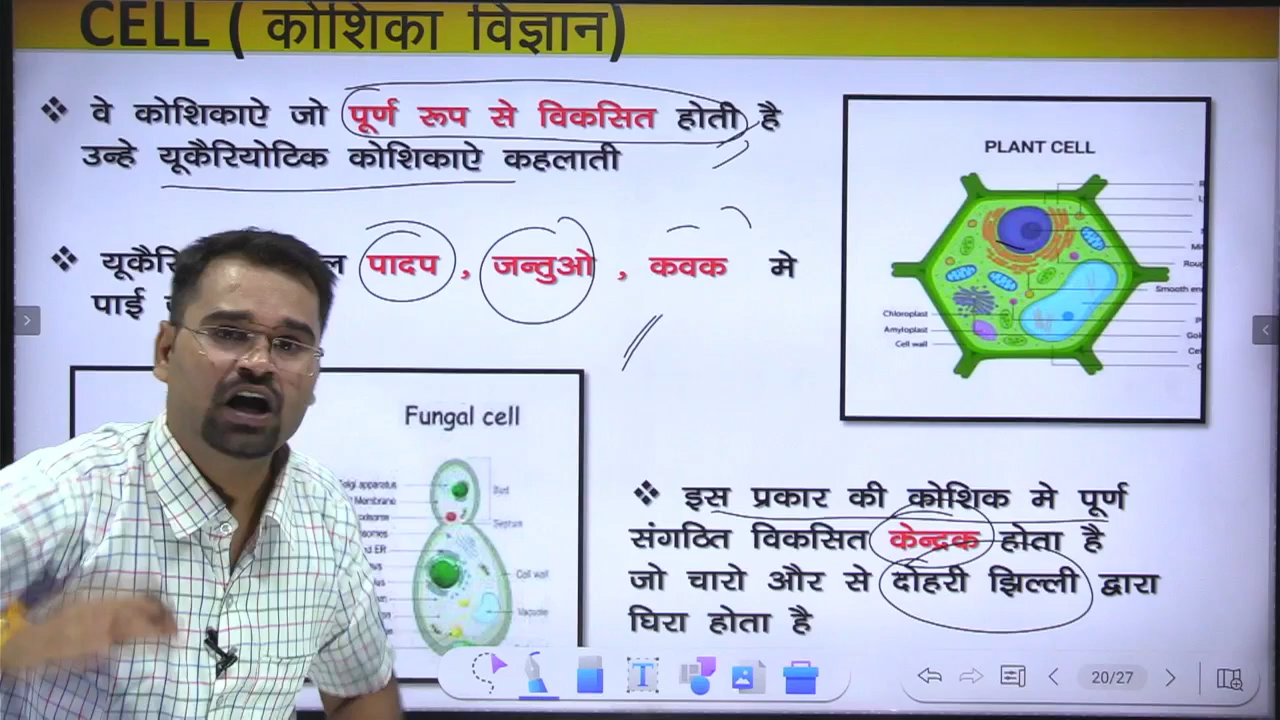 CELL ( कोशिका विज्ञान)
❖ वे कोशिकाऐ जो पूर्ण रूप से विकसित होती है
उन्हे यूकैरियोटिक कोशिकाऐ कहलाती
❖ पादप , जन्तुओ , कवक मे
पाई
PLANT CELL
Chloroplast
Amyloplast
Cell wall
Smooth
Fungal cell
Golgi apparatus
Membrane
ER
Bud
Septum
Cell wall
Vacuole
❖ इस प्रकार की कोशिक मे पूर्ण
संगठित विकसित केन्द्रक होता है
जो चारो और से दोहरी झिल्ली द्वारा
घिरा होता है
T
20/27